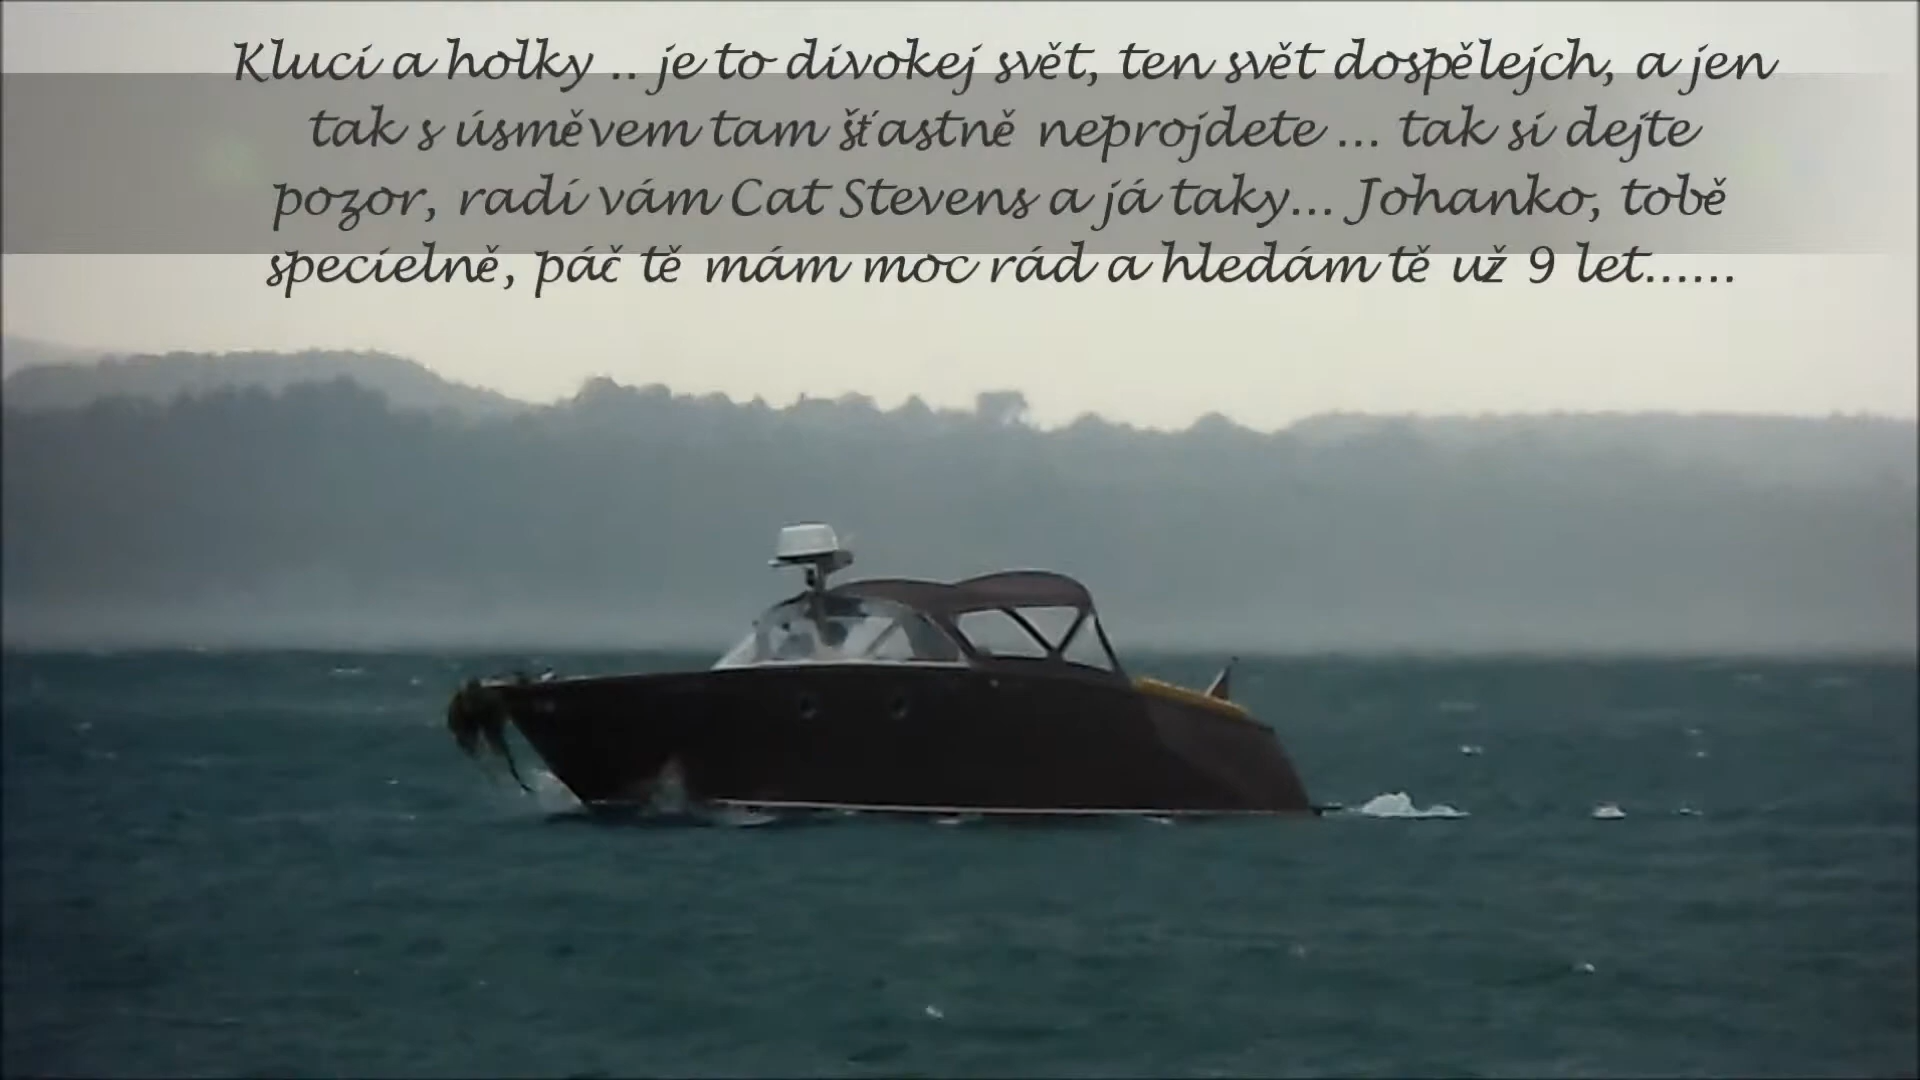 Kluci a holky .. je to divokej svět, ten svět dospělejch, a jen
tak s úsměvem tam šťastně neprojdete ... tak si dejte
pozor, radí vám Cat Stevens a já taky... Johanko, tobě
specielně, páč tě mám moc rád a hledám tě už 9 let......